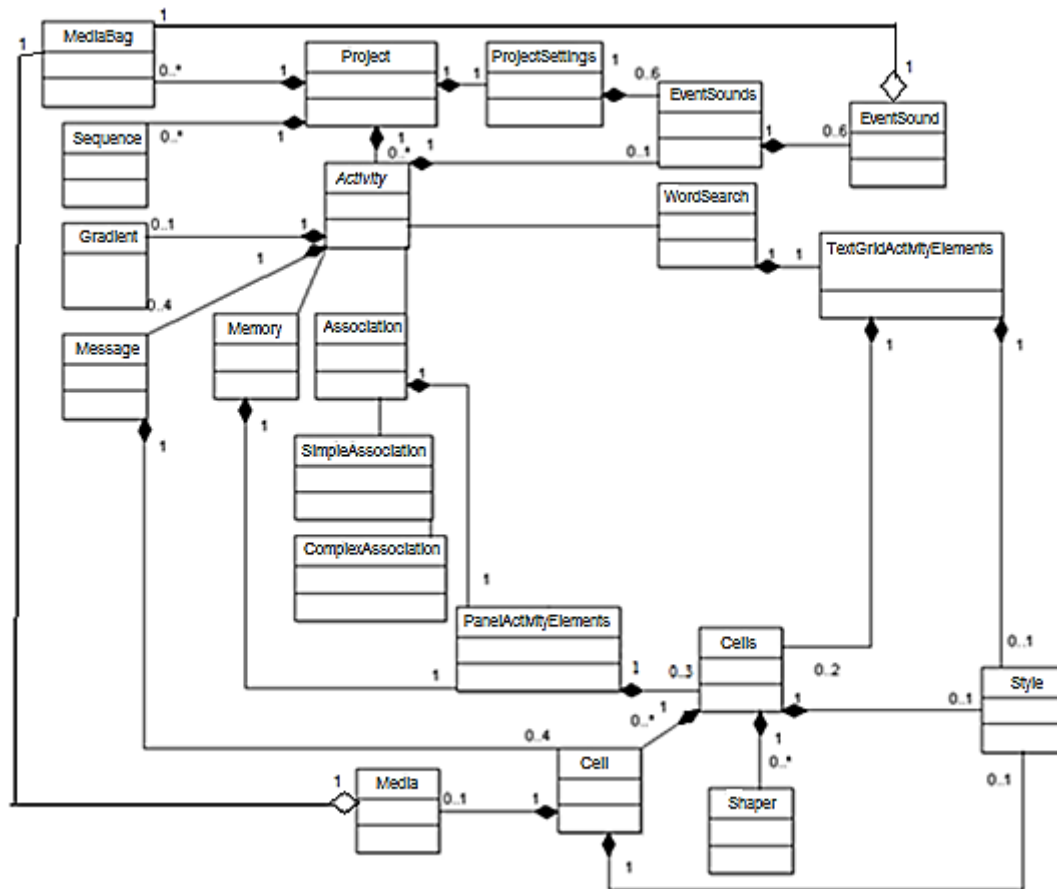 1
1
MediaBag
Project
ProjectSettings
1
1
0..*
1
1
1
0..6
EventSounds
EventSound
Sequence
0..*
1
1
1
1
0..6
0..*
0..1
Activity
WordSearch
Gradient
0..1
1
1
TextGridActivityElements
1
1
0..4
Memory
Association
Message
1
1
1
1
1
1
SimpleAssociation
ComplexAssociation
1
PanelActivityElements
Cells
0..1
1
1
0..3
0..2
Style
1
1
0..1
0..*
1
0..4
Cell
0..*
0..1
1
Media
0..1
1
Shaper
1